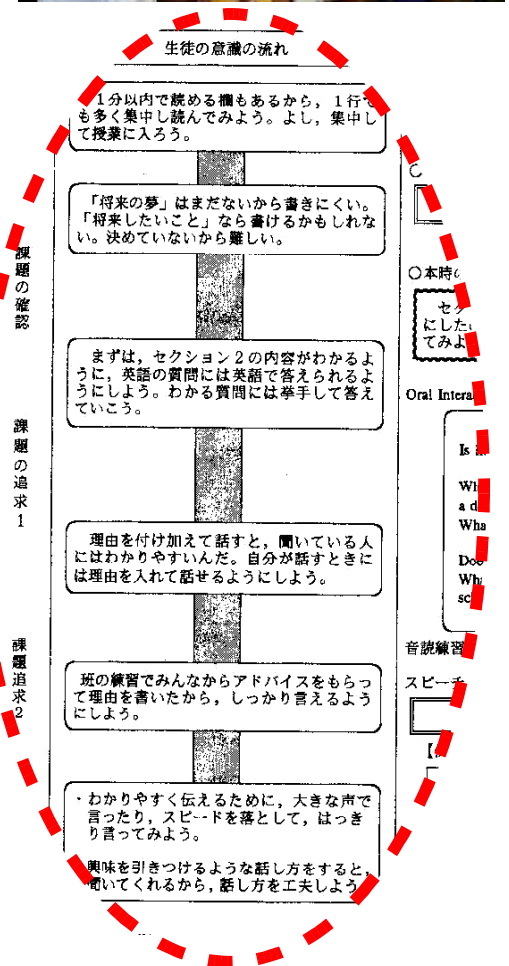 生徒の意識の流れ
1分以内で読める欄もあるから,1行で
も多く集中し読んでみよう。よし,集中し
て授業に入ろう。
「将来の夢」はまだないから書きにくい。
「将来したいこと」なら書けるかもしれな
い。決めていないから難しい。
課題の確認
まずは,セクション2の内容がわかるよ
うに,英語の質問には英語で答えられるよ
うにしよう。わかる質問には挙手して答え
ていこう。
課題の追求1
理由を付け加えて話すと,聞いている人
にはわかりやすいんだ。自分が話すときに
は理由を入れて話せるようにしよう。
課題追求2
班の練習でみんなからアドバイスをもらっ
て理由を書いたから,しっかり言えるよう
にしよう。
・わかりやすく伝えるために,大きな声で
言ったり,スピードを落として,はっき
り言ってみよう。
興味を引きつけるような話し方をすると,
聞いてくれるから,話し方を工夫しよう
○
○本時の
セク
にした
てみよ
Oral Intera
Is
Wh
a d
Wha
Doe
Wh
sc
音読練習
スピーチ